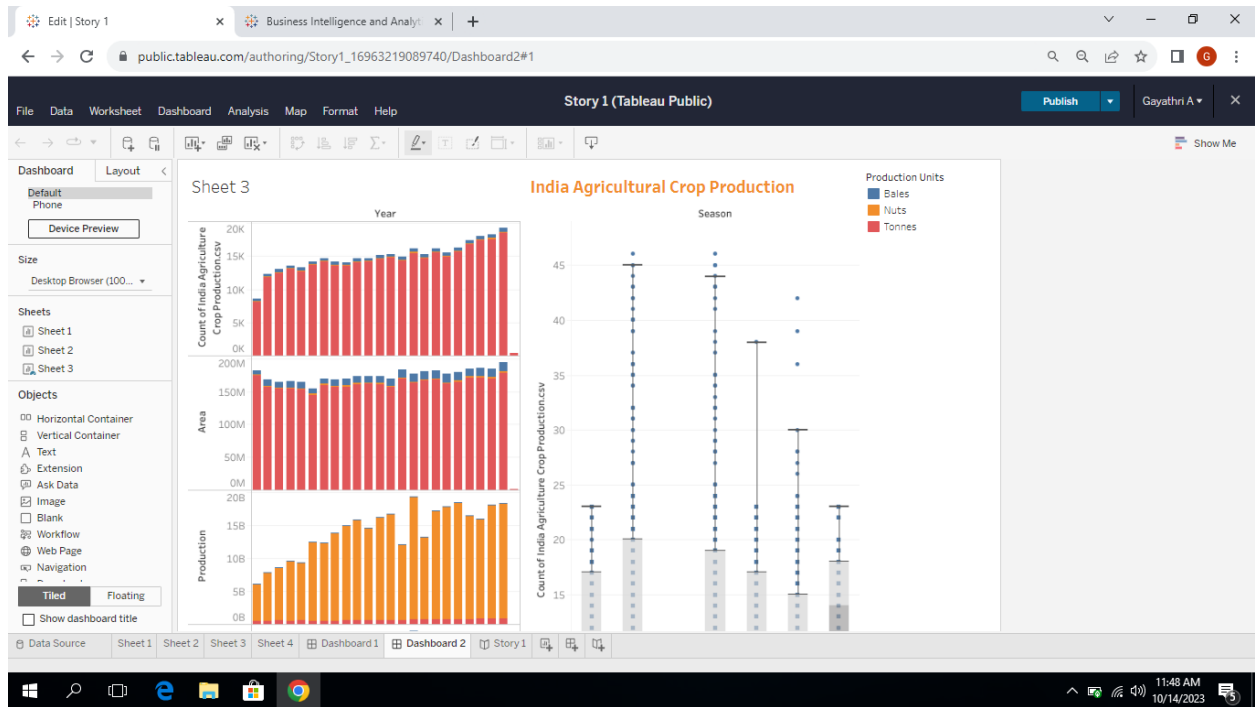 Edit | Story 1
Business Intelligence and Analyt
public.tableau.com/authoring/Story1_16963219089740/Dashboard2#1
G
File Data Worksheet Dashboard Analysis Map Format Help
Story 1 (Tableau Public)
Publish
Gayathri A
Show Me
Dashboard Layout
Default
Phone
Device Preview
Size
Desktop Browser (100...
Sheets
Sheet 1
Sheet 2
Sheet 3
Objects
Horizontal Container
Vertical Container
Text
Extension
Ask Data
Image
Blank
Workflow
Web Page
Navigation
Tiled Floating
Show dashboard title
Sheet 3
Year
Count of India Agriculture
Crop Production.csv
20K
15K
10K
5K
0K
Area
200M
150M
100M
50M
0M
Production
20B
15B
10B
5B
0B
India Agricultural Crop Production
Season
Count of India Agriculture Crop Production.csv
45
40
35
30
25
20
15
Production Units
Bales
Nuts
Tonnes
Data Source Sheet 1 Sheet 2 Sheet 3 Sheet 4 Dashboard 1 Dashboard 2 Story 1
11:48 AM
10/14/2023
5